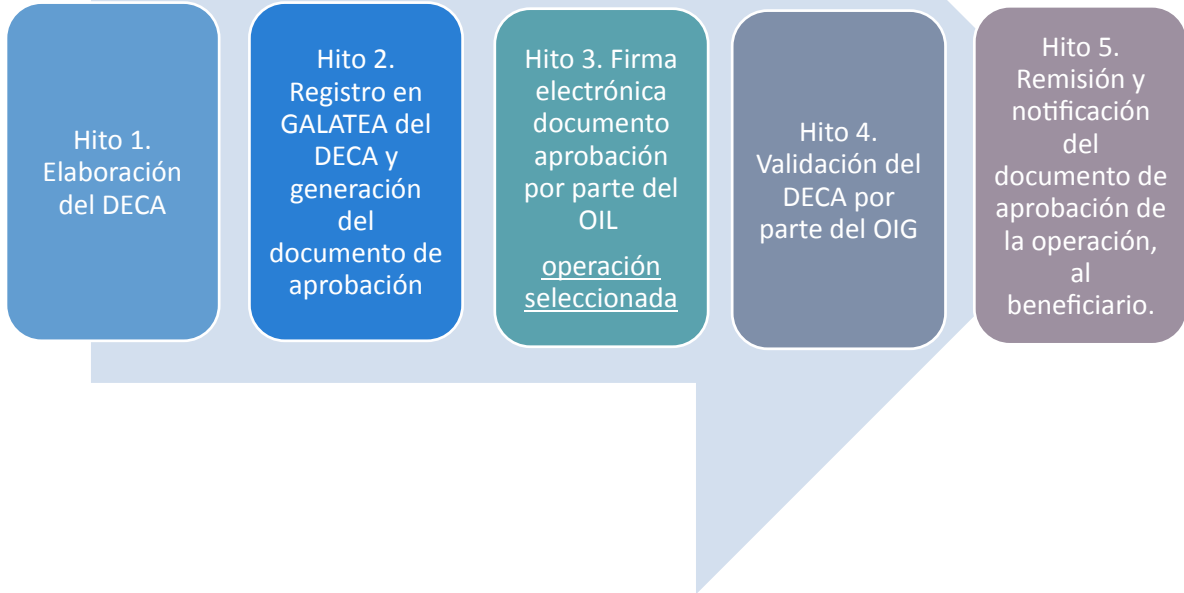 Hito 1.
Elaboración
del DECA
Hito 2.
Registro en
GALATEA del
DECA y
generación
del
documento de
aprobación
Hito 3. Firma
electrónica
documento
aprobación
por parte del
OIL
operación
seleccionada
Hito 4.
Validación del
DECA por
parte del OIG
Hito 5.
Remisión y
notificación
del
documento de
aprobación de
la operación,
al
beneficiario.